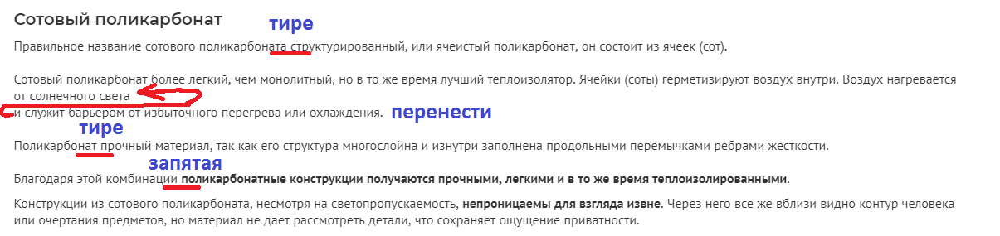 Сотовый поликарбонат
тире
Правильное название сотового поликарбоната структурированный, или ячеистый поликарбонат, он состоит из ячеек (сот).
Сотовый поликарбонат более легкий, чем монолитный, но в то же время лучший теплоизолятор. Ячейки (соты) герметизируют воздух внутри. Воздух нагревается
от солнечного света
и служит барьером от избыточного перегрева или охлаждения. перенести
тире
Поликарбонат прочный материал, так как его структура многослойна и изнутри заполнена продольными перемычками ребрами жесткости.
запятая
Благодаря этой комбинации поликарбонатные конструкции получаются прочными, легкими и в то же время теплоизолированными.
Конструкции из сотового поликарбоната, несмотря на светопропускаемость, непроницаемы для взгляда извне. Через него все же вблизи видно контур человека
или очертания предметов, но материал не дает рассмотреть детали, что сохраняет ощущение приватности.